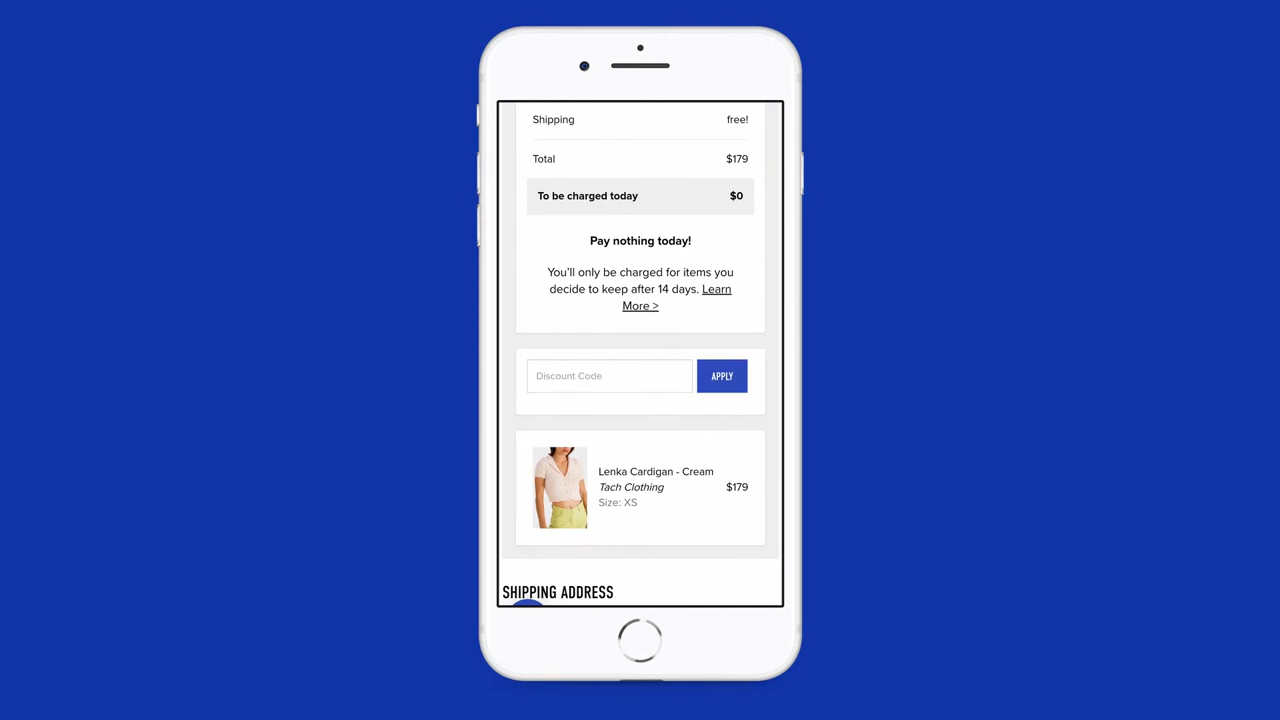 Shipping free!
Total $179
To be charged today $0
Pay nothing today!
You’ll only be charged for items you
decide to keep after 14 days. Learn
More >
Discount Code APPLY
Lenka Cardigan - Cream
Tach Clothing $179
Size: XS
SHIPPING ADDRESS